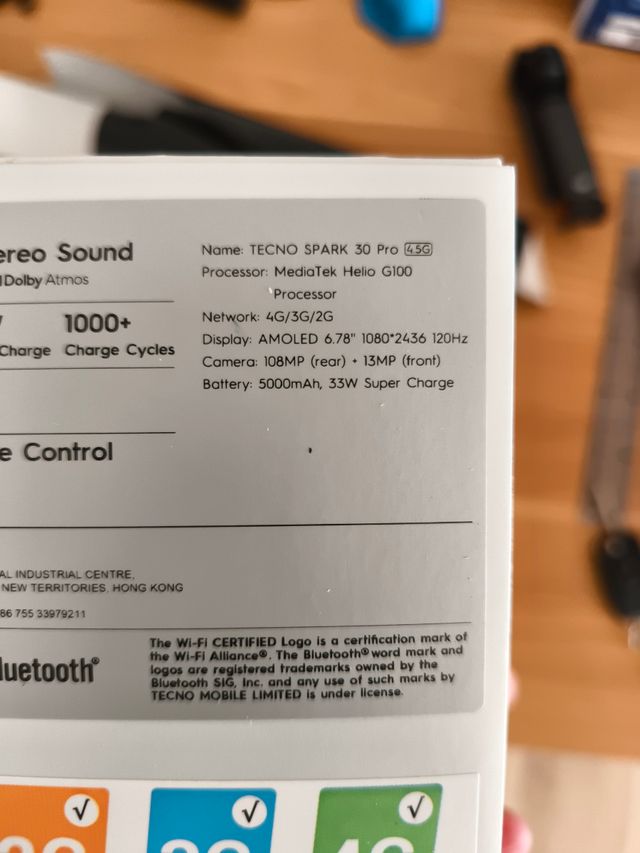 ereo Sound
Dolby Atmos
1000+
Charge Charge Cycles
e Control
Name: TECNO SPARK 30 Pro 4.5G
Processor: MediaTek Helio G100
Processor
Network: 4G/3G/2G
Display: AMOLED 6.78" 1080*2436 120Hz
Camera: 108MP (rear) + 13MP (front)
Battery: 5000mAh, 33W Super Charge
AL INDUSTRIAL CENTRE,
NEW TERRITORIES, HONG KONG
86 755 33979211
luetooth®
The Wi-Fi CERTIFIED Logo is a certification mark of
the Wi-Fi Alliance®. The Bluetooth® word mark and
logos are registered trademarks owned by the
Bluetooth SIG, Inc. and any use of such marks by
TECNO MOBILE LIMITED is under license.
√ √ √
2G 3G 4G